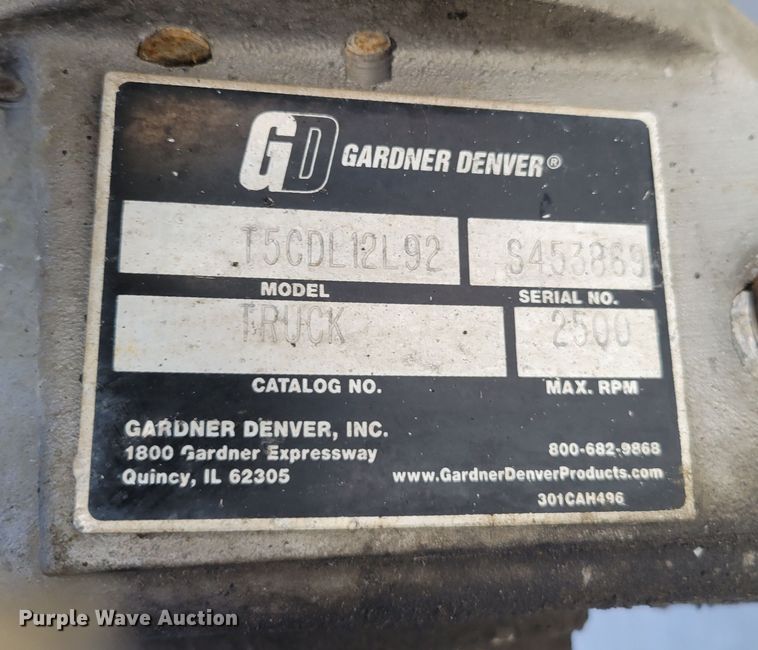 GD GARDNER DENVER®
T5CDL12L92 S453869
MODEL SERIAL NO.
TRUCK 2500
CATALOG NO. MAX. RPM
GARDNER DENVER, INC.
1800 Gardner Expressway 800-682-9868
Quincy, IL 62305 www.GardnerDenverProducts.com
301CAH496
Purple Wave Auction